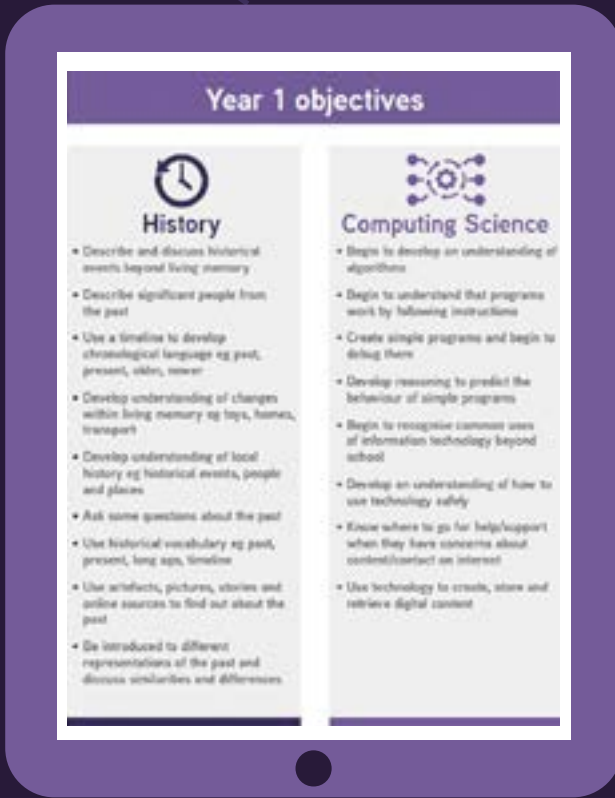 Year 1 objectives
History
• Describe and discuss historical
events beyond living memory
• Describe significant people from
the past
• Use a timeline to develop
chronological language eg past,
present, older, newer
• Develop understanding of changes
within living memory eg toys, homes,
transport
• Develop understanding of local
history eg historical events, people
and places
• Ask some questions about the past
• Use historical vocabulary eg past,
present, long ago, timeline
• Use artefacts, pictures, stories and
online sources to find out about the
past
• Be introduced to different
representations of the past and
discuss similarities and differences
Computing Science
• Begin to develop an understanding of
algorithms
• Begin to understand that programs
work by following instructions
• Create simple programs and begin to
debug them
• Develop reasoning to predict the
behaviour of simple programs
• Begin to recognise common uses
of information technology beyond
school
• Develop an understanding of how to
use technology safely
• Know where to go for help/support
when they have concerns about
content/contact on internet
• Use technology to create, store and
retrieve digital content